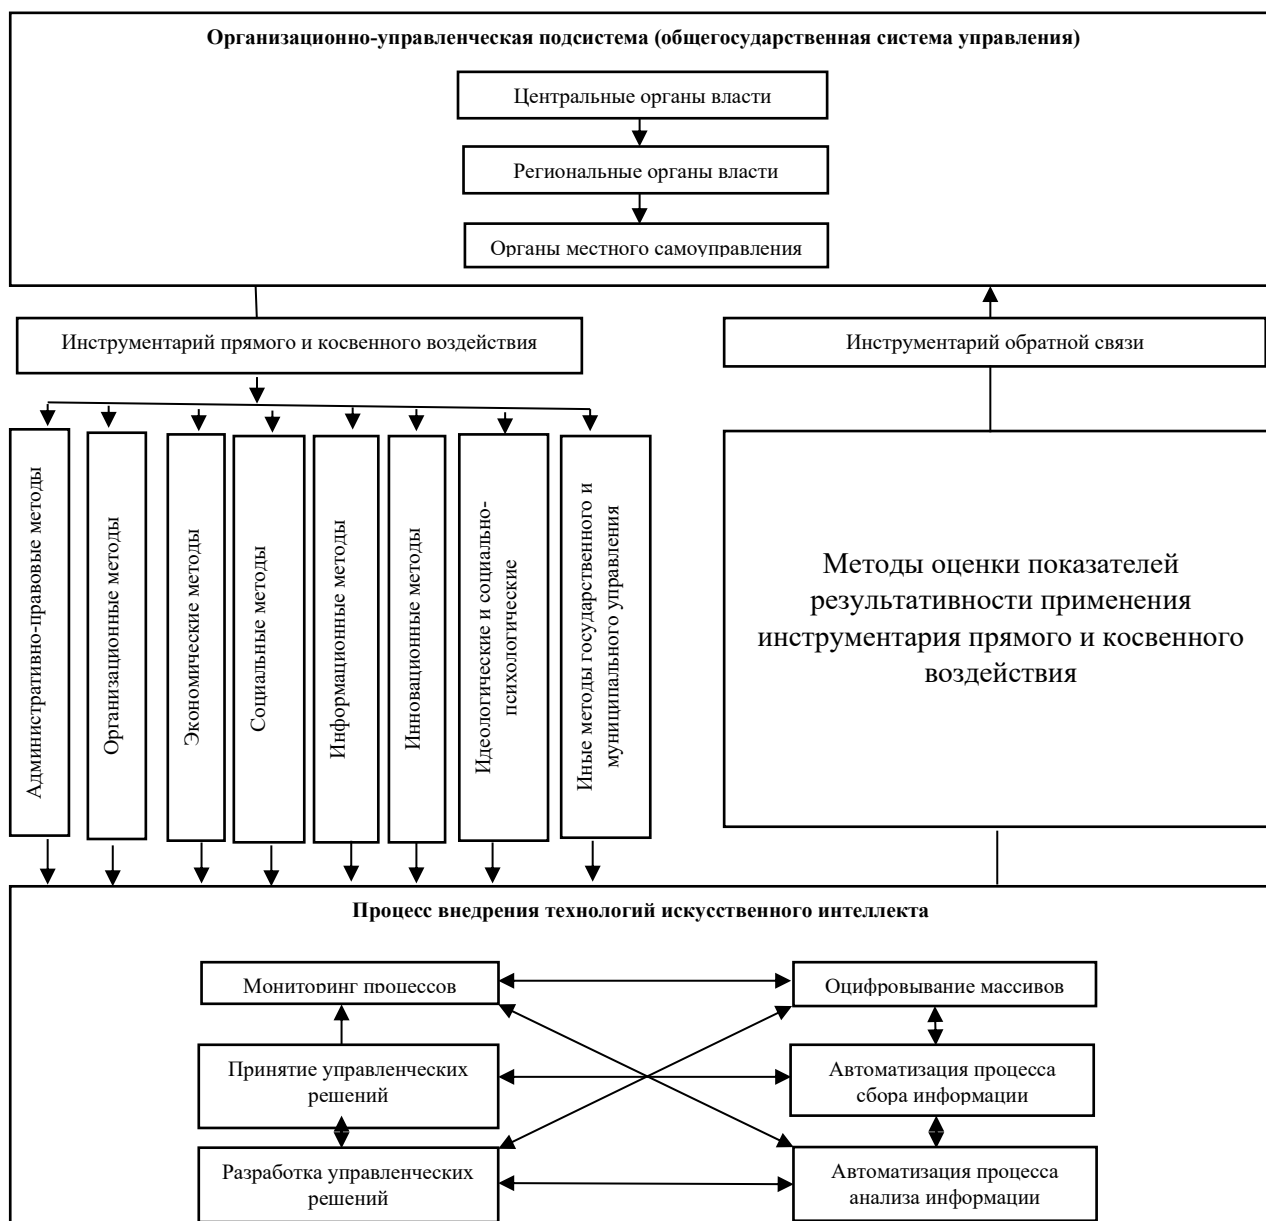 Организационно-управленческая подсистема (общегосударственная система управления)
Центральные органы власти
Региональные органы власти
Органы местного самоуправления
Инструментарий прямого и косвенного воздействия
Инструментарий обратной связи
Административно-правовые методы
Организационные методы
Экономические методы
Социальные методы
Информационные методы
Инновационные методы
Идеологические и социально-
психологические
Иные методы государственного и
муниципального управления
Методы оценки показателей
результативности применения
инструментария прямого и косвенного
воздействия
Процесс внедрения технологий искусственного интеллекта
Мониторинг процессов
Оцифровывание массивов
Принятие управленческих
решений
Автоматизация процесса
сбора информации
Разработка управленческих
решений
Автоматизация процесса
анализа информации